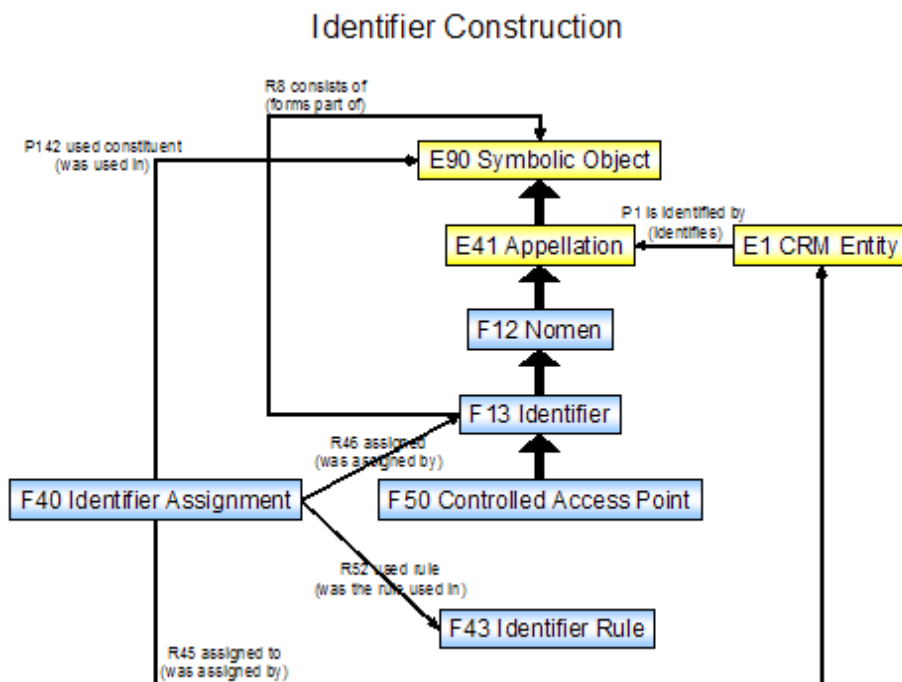 Identifier Construction
R8 consists of
(forms part of)
P142 used constituent
(was used in)
E90 Symbolic Object
P1 is identified by
(identifies)
E41 Appellation
E1 CRM Entity
F12 Nomen
F13 Identifier
R46 assigned
(was assigned by)
F40 Identifier Assignment
F50 Controlled Access Point
R52 used rule
(was the rule used in)
F43 Identifier Rule
R45 assigned to
(was assigned by)